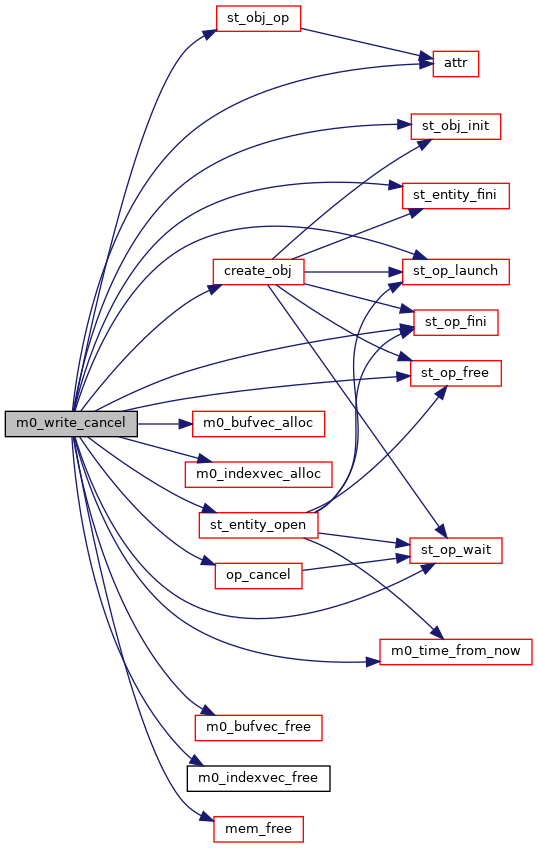 st_obj_op
attr
st_obj_init
st_entity_fini
create_obj
st_op_launch
st_op_fini
st_op_free
m0_write_cancel
m0_bufvec_alloc
m0_indexvec_alloc
st_entity_open
st_op_wait
op_cancel
m0_time_from_now
m0_bufvec_free
m0_indexvec_free
mem_free